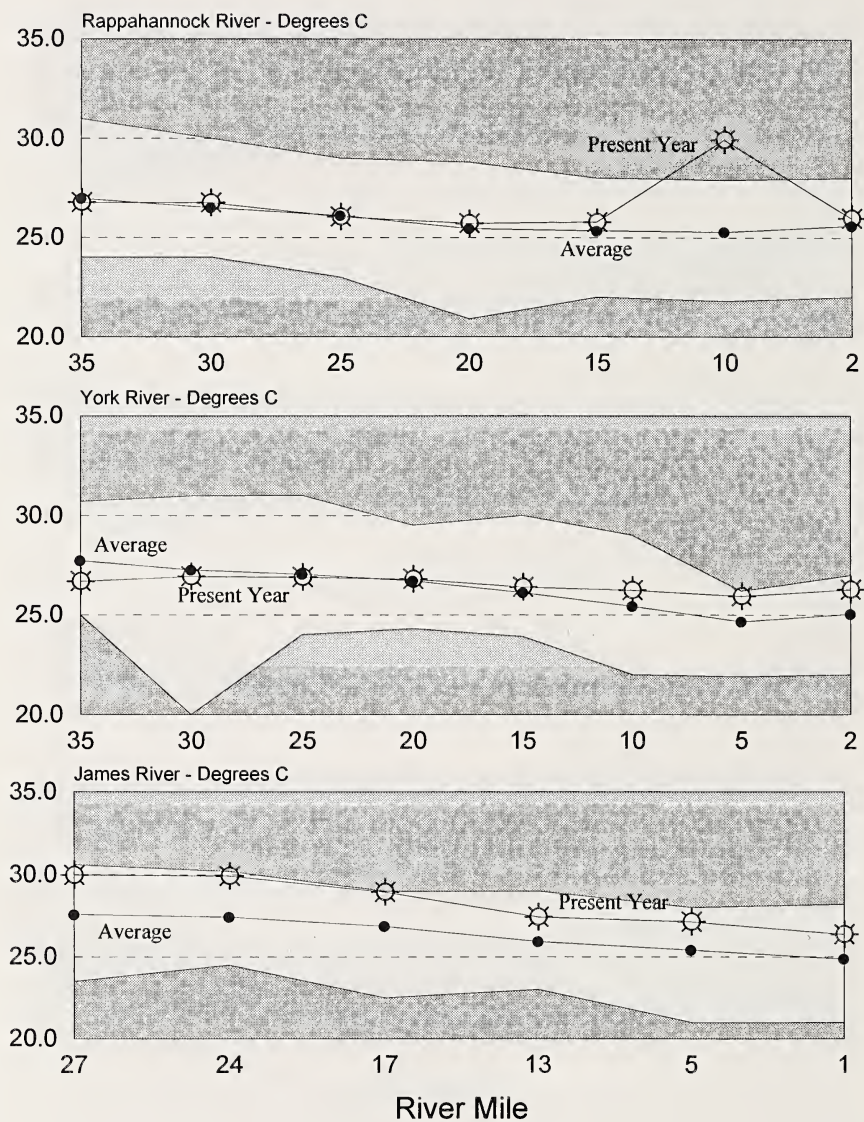 Rappahannock River - Degrees C
35.0
30.0
Present Year
25.0
Average
20.0
35 30 25 20 15 10 2
York River - Degrees C
35.0
30.0
Average
Present Year
25.0
20.0
35 30 25 20 15 10 5 2
James River - Degrees C
35.0
30.0
Present Year
Average
25.0
20.0
27 24 17 13 5 1
River Mile